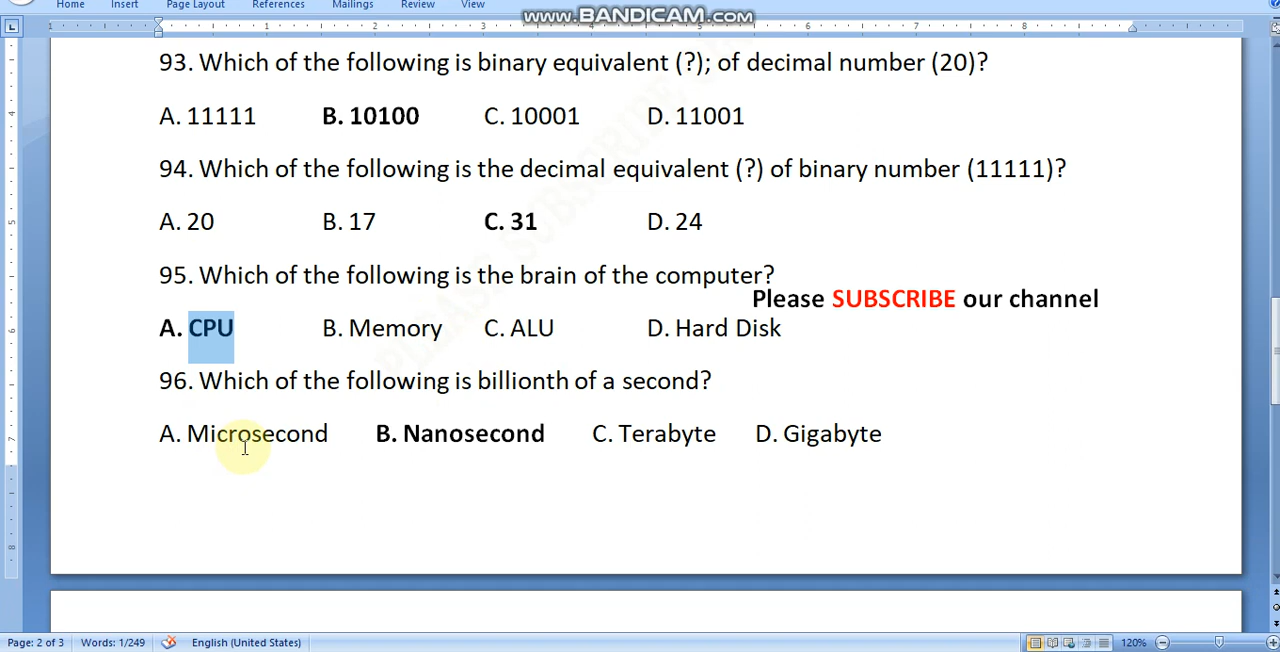 Home Insert Page Layout References Mailings Review View
www.BANDICAM.com
93. Which of the following is binary equivalent (?); of decimal number (20)?
A. 11111 B. 10100 C. 10001 D. 11001
94. Which of the following is the decimal equivalent (?) of binary number (11111)?
A. 20 B. 17 C. 31 D. 24
95. Which of the following is the brain of the computer?
Please SUBSCRIBE our channel
A. CPU B. Memory C. ALU D. Hard Disk
96. Which of the following is billionth of a second?
A. Microsecond B. Nanosecond C. Terabyte D. Gigabyte
PLEASE SUBSCRIBE
Page: 2 of 3 Words: 1/249 English (United States) 120%